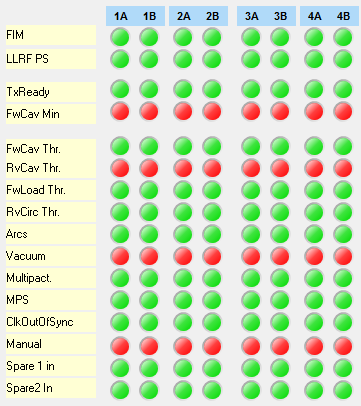 1A 1B 2A 2B 3A 3B 4A 4B
FIM
LLRF PS
TxReady
FwCav Min
FwCav Thr.
RvCav Thr.
FwLoad Thr.
RvCirc Thr.
Arcs
Vacuum
Multipact.
MPS
ClkOutOfSync
Manual
Spare 1 in
Spare2 In